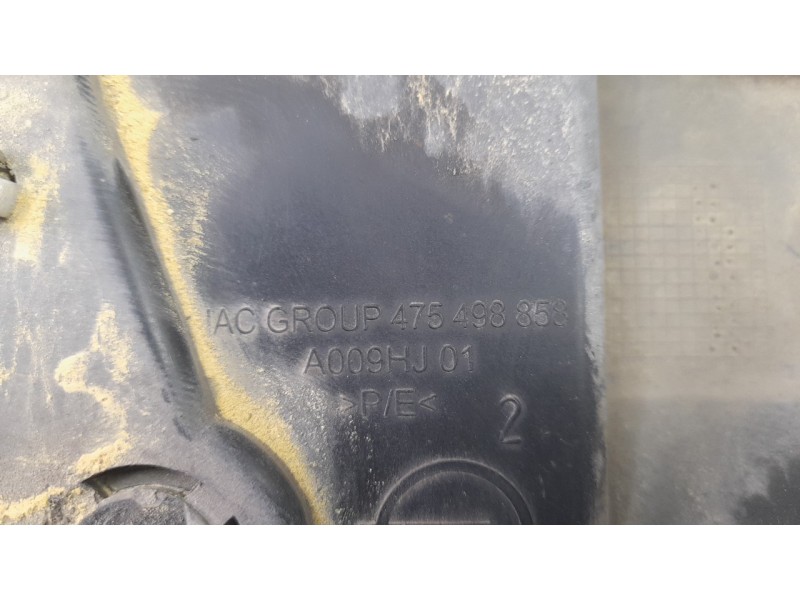 IAC GROUP 475 498 858
A009HJ 01
>P/E<
2